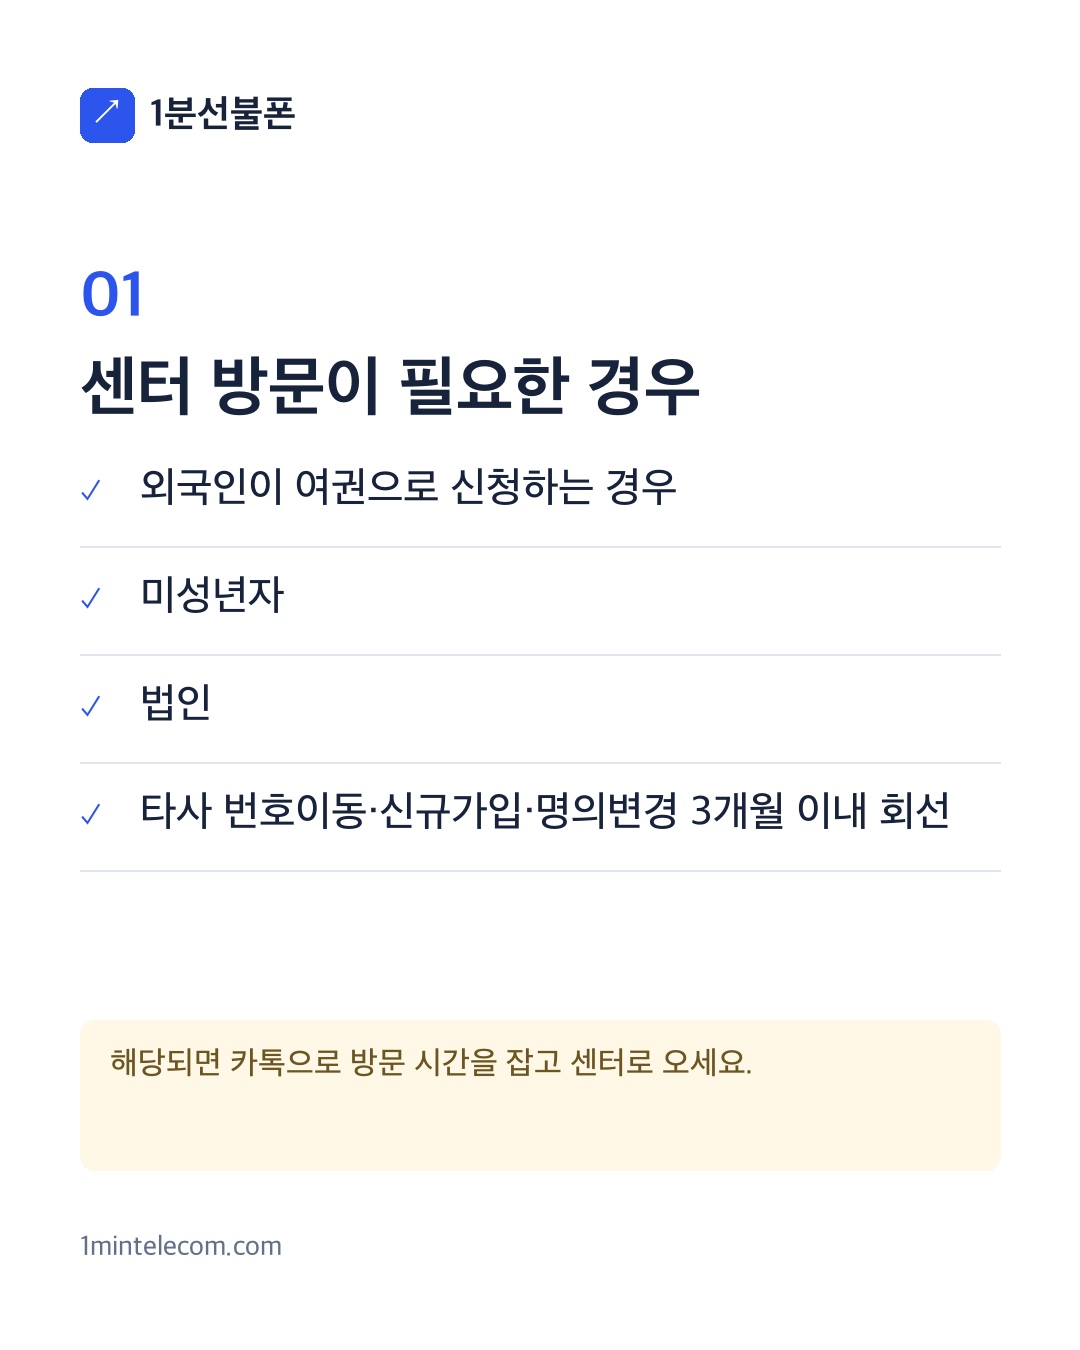 1분선불폰
01
센터 방문이 필요한 경우
✓ 외국인이 여권으로 신청하는 경우
✓ 미성년자
✓ 법인
✓ 타사 번호이동·신규가입·명의변경 3개월 이내 회선
해당되면 카톡으로 방문 시간을 잡고 센터로 오세요.
1mintelecom.com